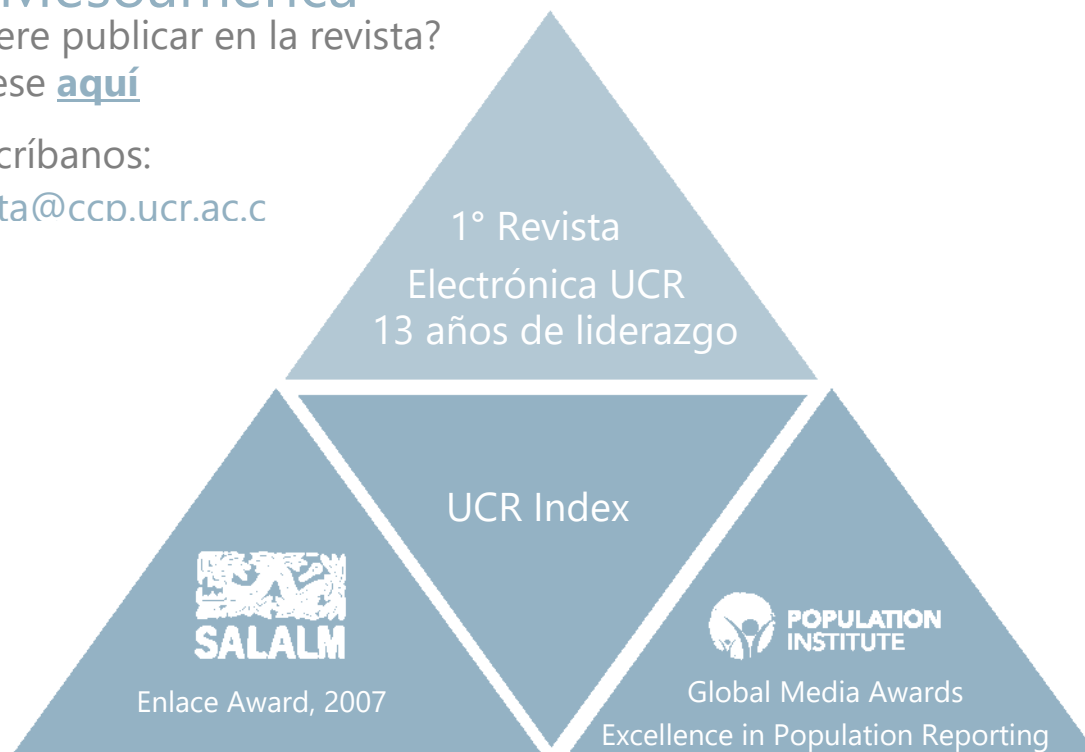 Mesoamérica
ere publicar en la revista?
ese aquí
críbanos:
ta@ccp.ucr.ac.c
1° Revista
Electrónica UCR
13 años de liderazgo
UCR Index
SALALM
Enlace Award, 2007
POPULATION
INSTITUTE
Global Media Awards
Excellence in Population Reporting